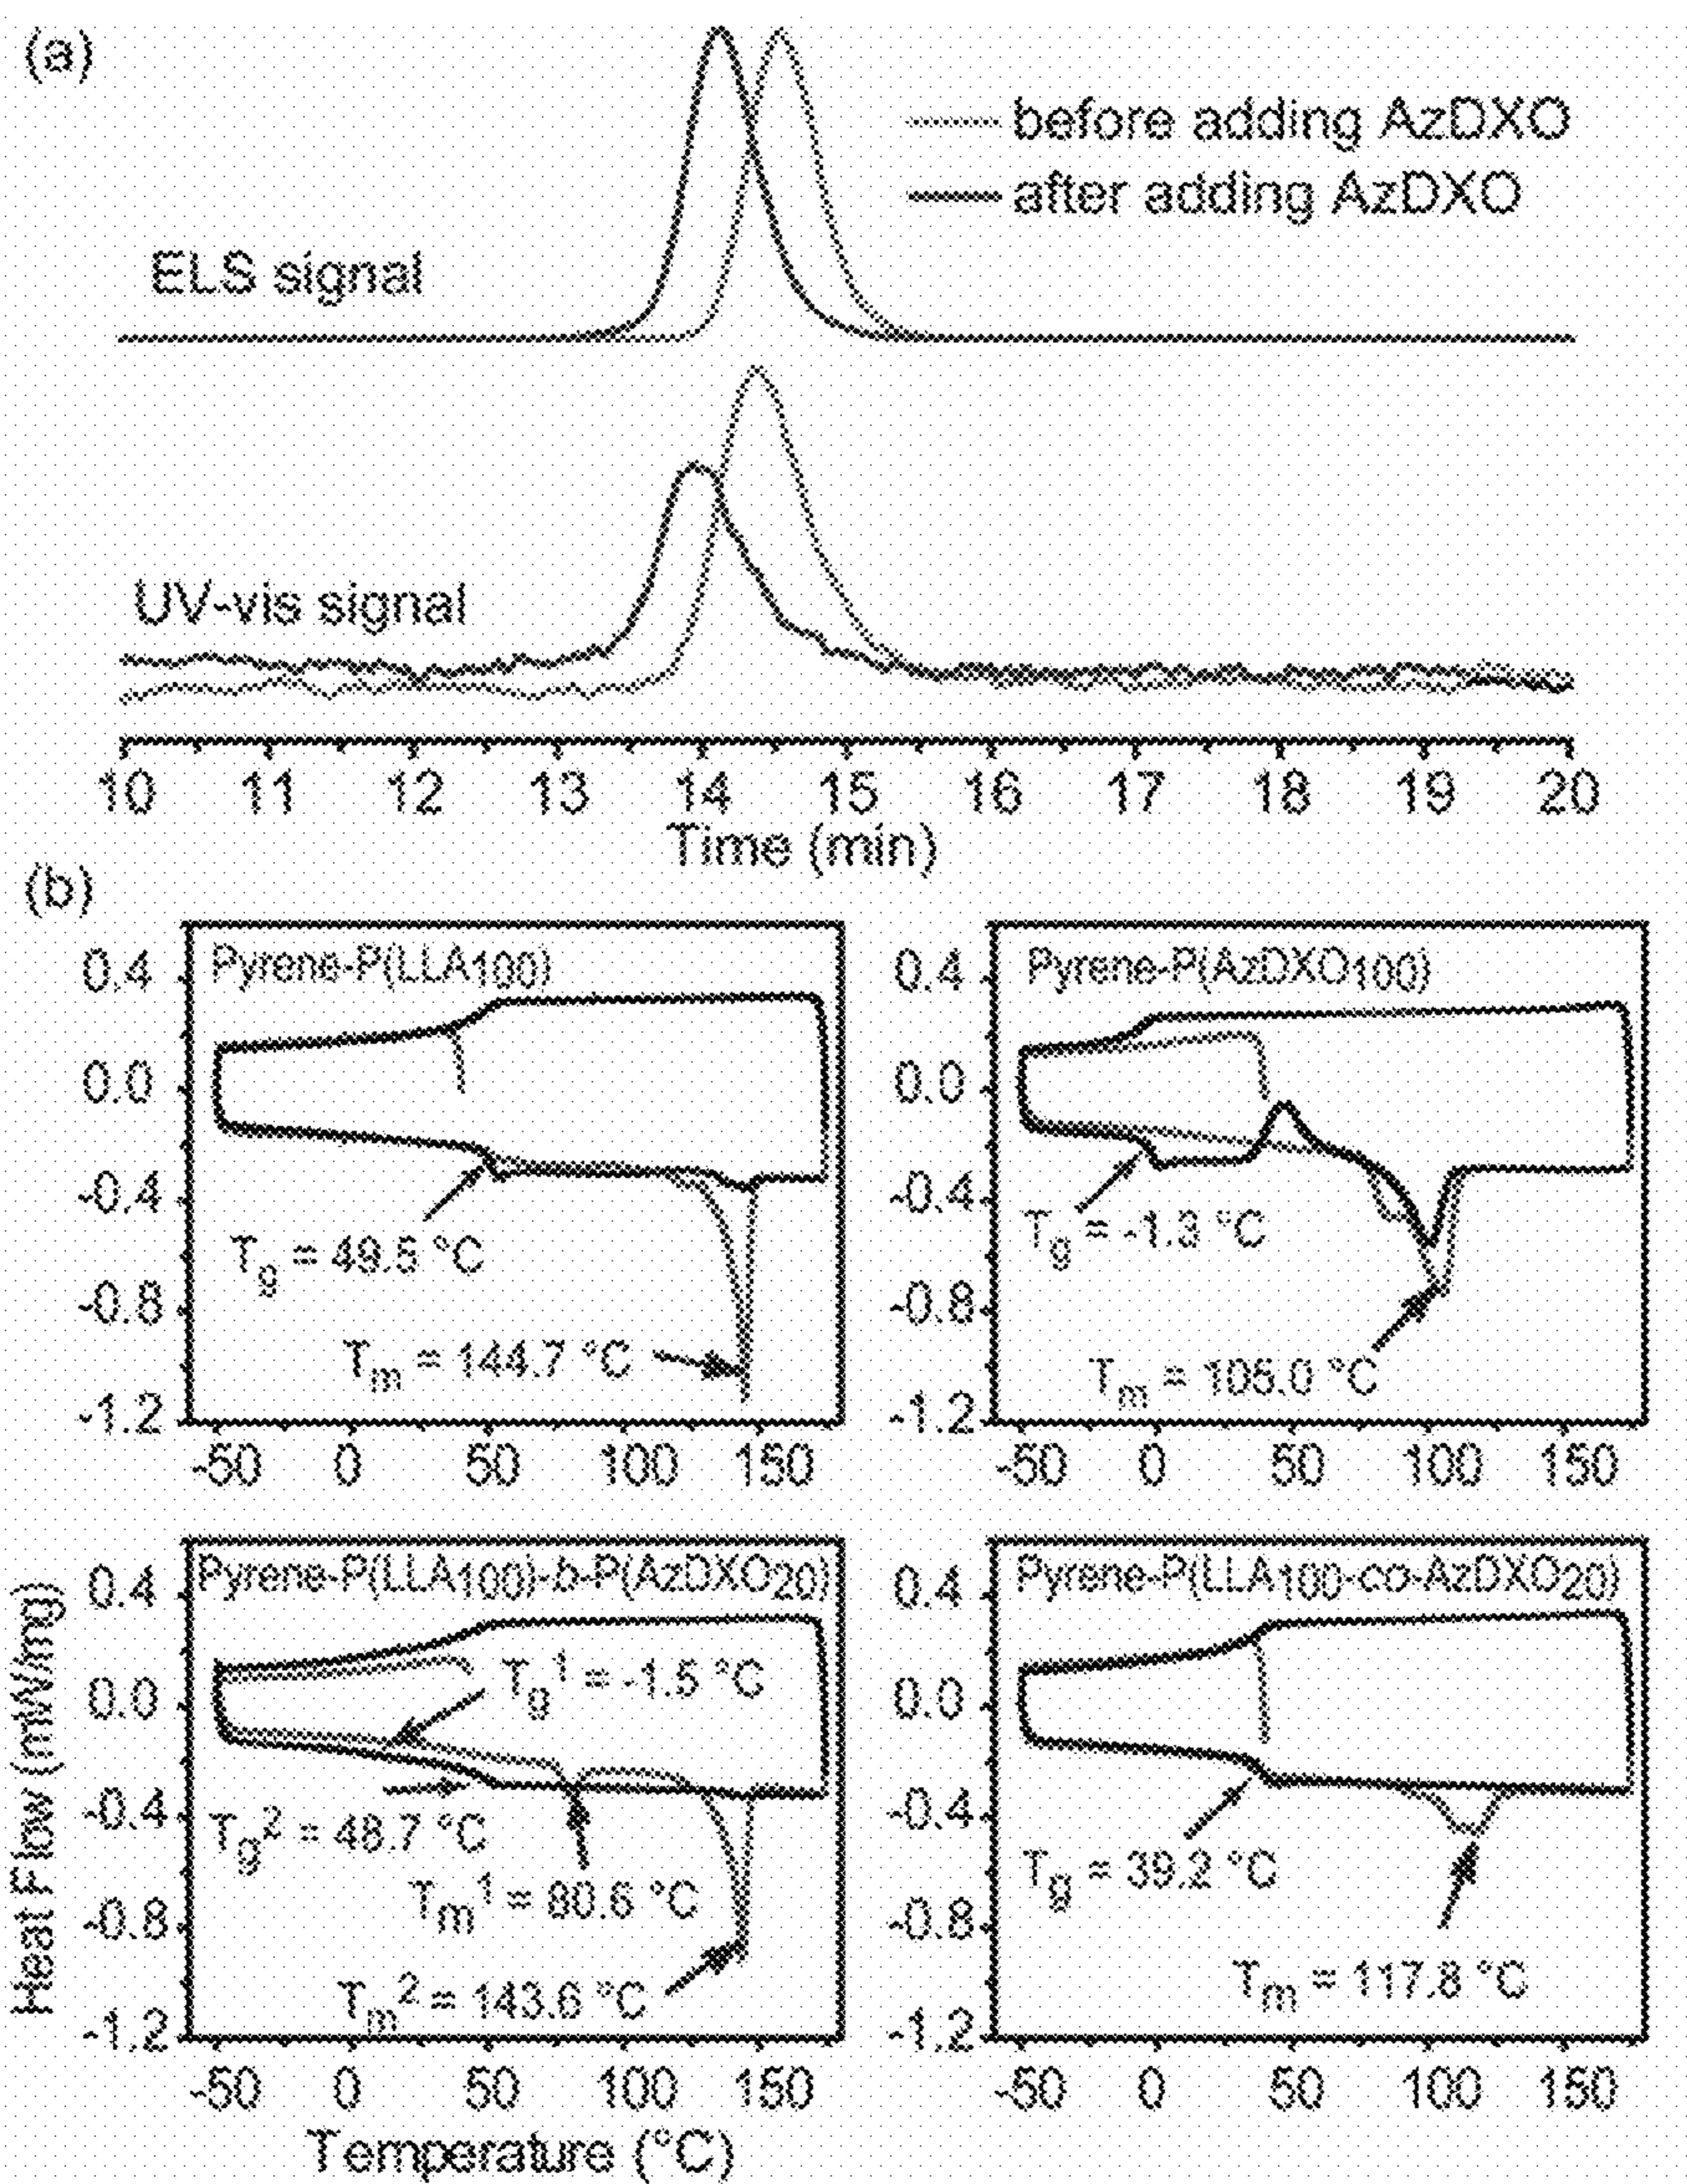 (a)
before adding AzDXO
after adding AzDXO
ELS signal
UV-vis signal
10 11 12 13 14 15 16 17 18 19 20
Time (min)
(b)
Pyrene-P(LLA100)
0.4
0.0
-0.4
-0.8
-1.2
Tg = 49.5 °C
Tm = 144.7 °C
-50 0 50 100 150
Pyrene-P(AzDXO100)
0.4
0.0
-0.4
-0.8
-1.2
Tg = -1.3 °C
Tm = 105.0 °C
-50 0 50 100 150
Pyrene-P(LLA100)-b-P(AzDXO20)
0.4
0.0
-0.4
-0.8
-1.2
Tg1 = -1.5 °C
Tg2 = 48.7 °C
Tm1 = 80.6 °C
Tm2 = 143.6 °C
-50 0 50 100 150
Pyrene-P(LLA100-co-AzDXO20)
0.4
0.0
-0.4
-0.8
-1.2
Tg = 39.2 °C
Tm = 117.8 °C
-50 0 50 100 150
Heat Flow (mW/mg)
Temperature (°C)